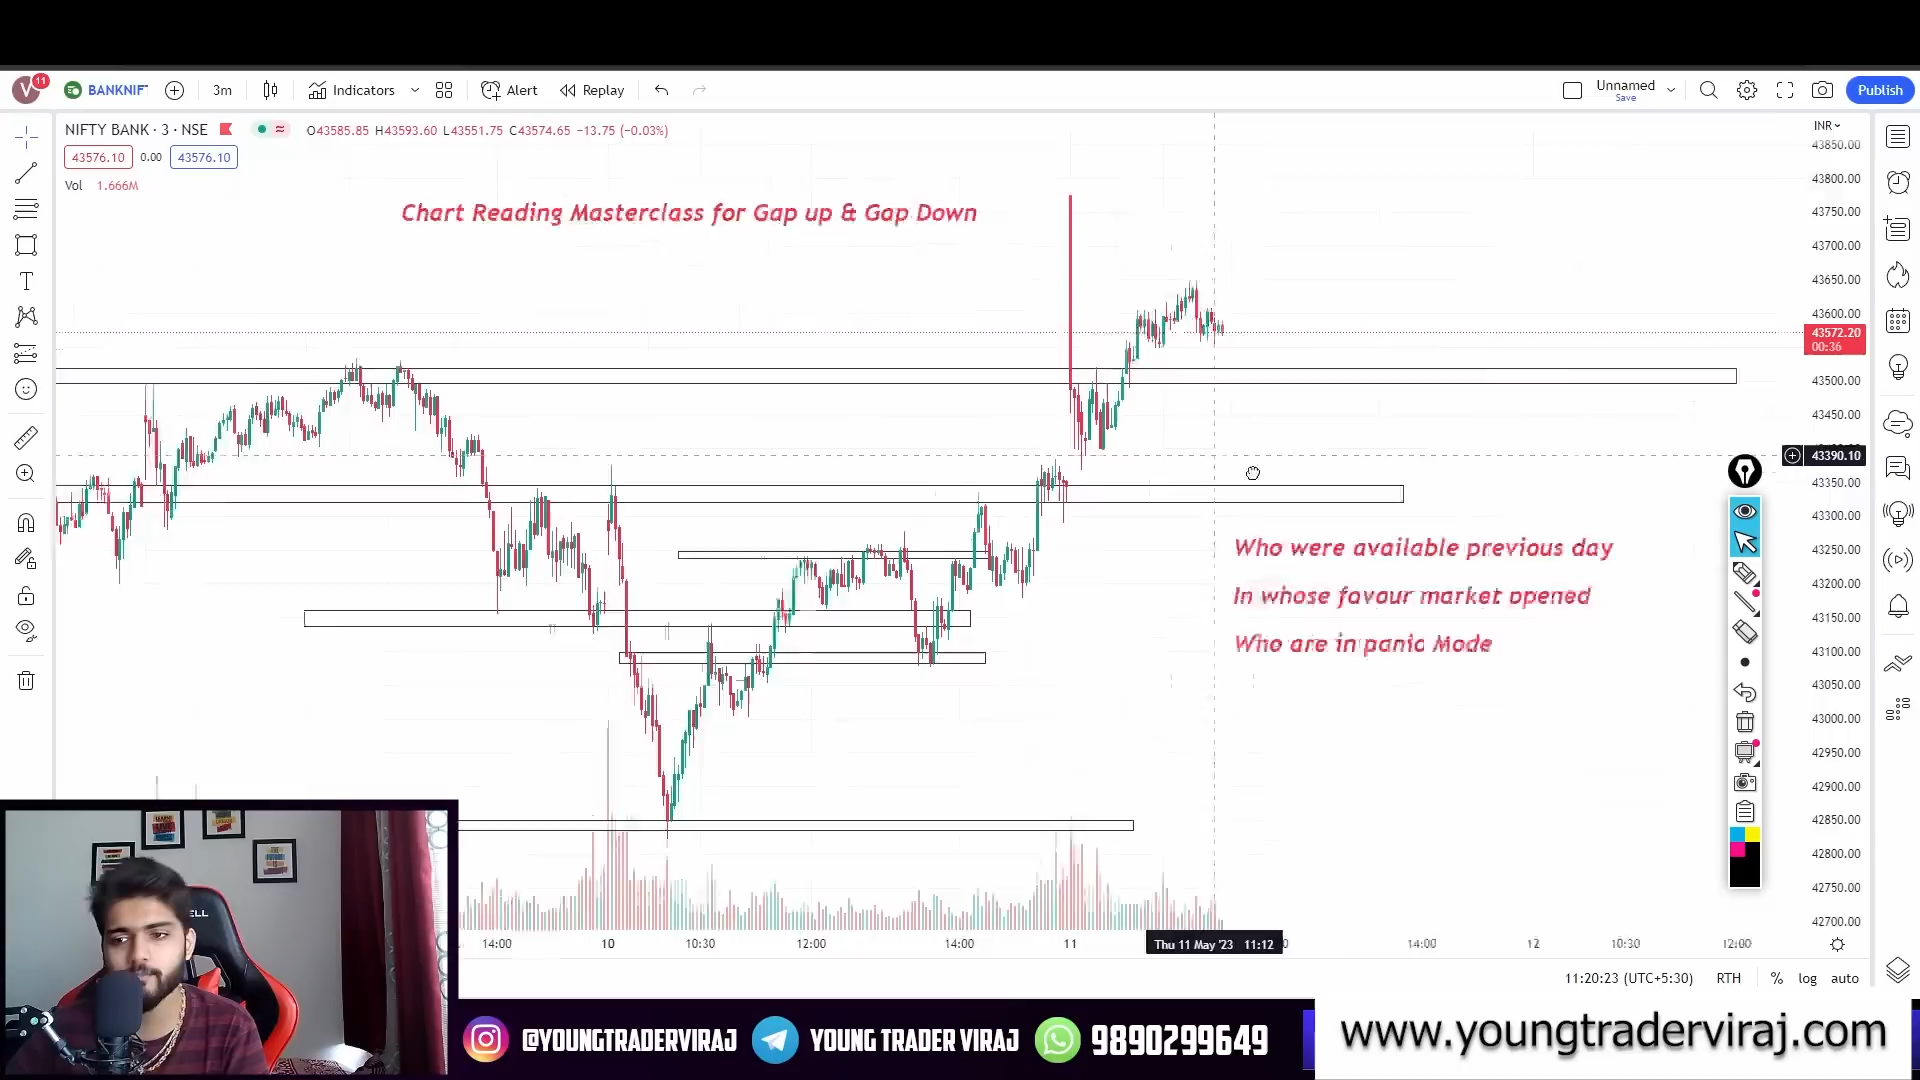 V 11 BANKNIF 3m Indicators Alert Replay Unnamed Save Publish
NIFTY BANK · 3 · NSE O43585.85 H43593.60 L43551.75 C43574.65 −13.75 (−0.03%)
43576.10 0.00 43576.10
Vol 1.666M
INR
Chart Reading Masterclass for Gap up & Gap Down
Who were available previous day
In whose favour market opened
Who are in panic Mode
43850.00
43800.00
43750.00
43700.00
43650.00
43600.00
43572.20
00:36
43500.00
43450.00
43390.10
43350.00
43300.00
43250.00
43200.00
43150.00
43100.00
43050.00
43000.00
42950.00
42900.00
42850.00
42800.00
42750.00
42700.00
14:00 10 10:30 12:00 14:00 11 Thu 11 May '23 11:12 14:00 12 10:30 12:00
11:20:23 (UTC+5:30) RTH % log auto
@YOUNGTRADERVIRAJ YOUNG TRADER VIRAJ 9890299649 www.youngtraderviraj.com